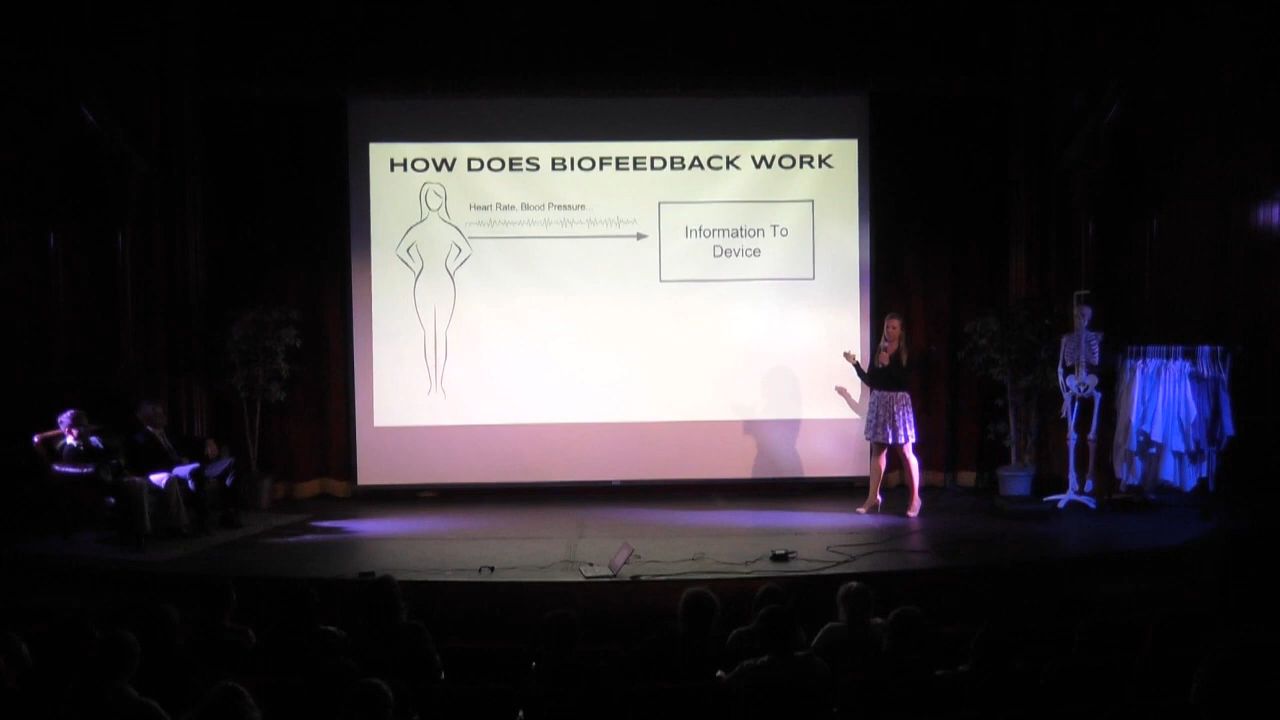 HOW DOES BIOFEEDBACK WORK
Heart Rate, Blood Pressure...
Information To
Device